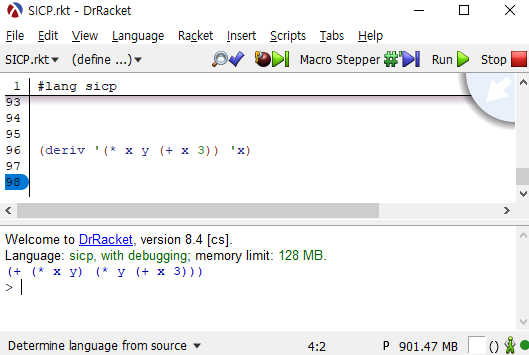 SICP.rkt - DrRacket
File Edit View Language Racket Insert Scripts Tabs Help
SICP.rkt (define ...) Macro Stepper Run Stop
1 #lang sicp
93
94
95
96 (deriv '(* x y (+ x 3)) 'x)
97
98
Welcome to DrRacket, version 8.4 [cs].
Language: sicp, with debugging; memory limit: 128 MB.
(+ (* x y) (* y (+ x 3)))
>
Determine language from source 4:2 P 901.47 MB ()